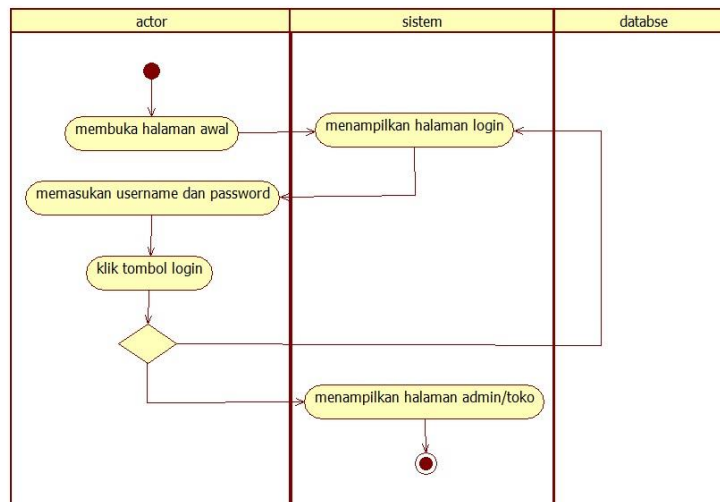 actor
sistem
databse
membuka halaman awal
menampilkan halaman login
memasukan username dan password
klik tombol login
menampilkan halaman admin/toko